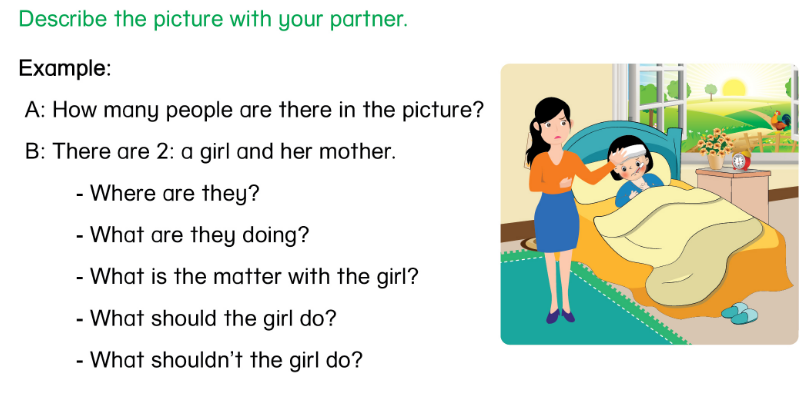 Describe the picture with your partner.
Example:
A: How many people are there in the picture?
B: There are 2: a girl and her mother.
- Where are they?
- What are they doing?
- What is the matter with the girl?
- What should the girl do?
- What shouldn't the girl do?